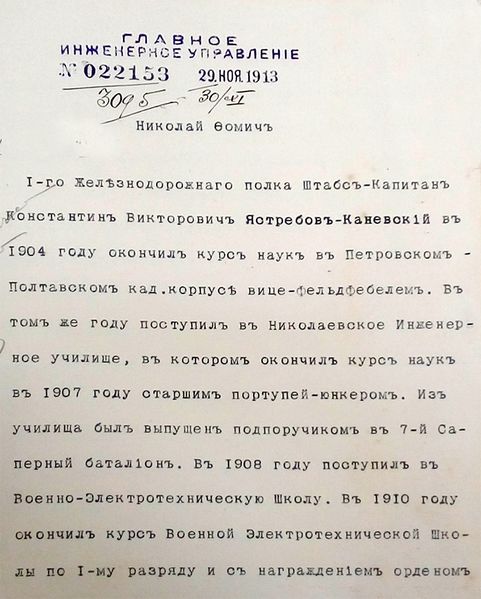 ГЛАВНОЕ
ИНЖЕНЕРНОЕ УПРАВЛЕНІЕ
№ 022153 29.НОЯ.1913
3095 30/XI
Николай Ѳомичъ
I-го Желѣзнодорожнаго полка Штабсъ-Капитанъ
Константинъ Викторовичъ Ястребовъ-Каневскій въ
1904 году окончилъ курсъ наукъ въ Петровскомъ -
Полтавскомъ кад.корпусѣ вице-фельдфебелемъ. Въ
томъ же году поступилъ въ Николаевское Инженер-
ное училище, въ которомъ окончилъ курсъ наукъ
въ 1907 году старшимъ портупей-юнкеромъ. Изъ
училища былъ выпущенъ подпоручикомъ въ 7-й Са-
перный баталіонъ. Въ 1908 году поступилъ въ
Военно-Электротехническую Школу. Въ 1910 году
окончилъ курсъ Военной Электротехнической Шко-
лы по I-му разряду и съ награжденіемъ орденомъ